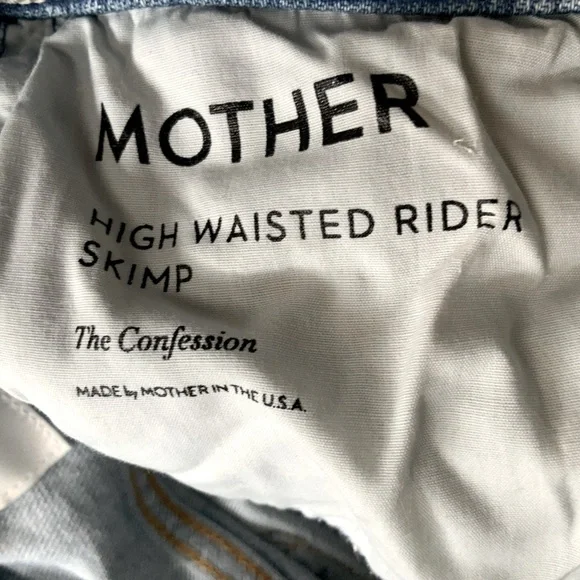 MOTHER
HIGH WAISTED RIDER
SKIMP
The Confession
MADE by MOTHER IN THE U.S.A.